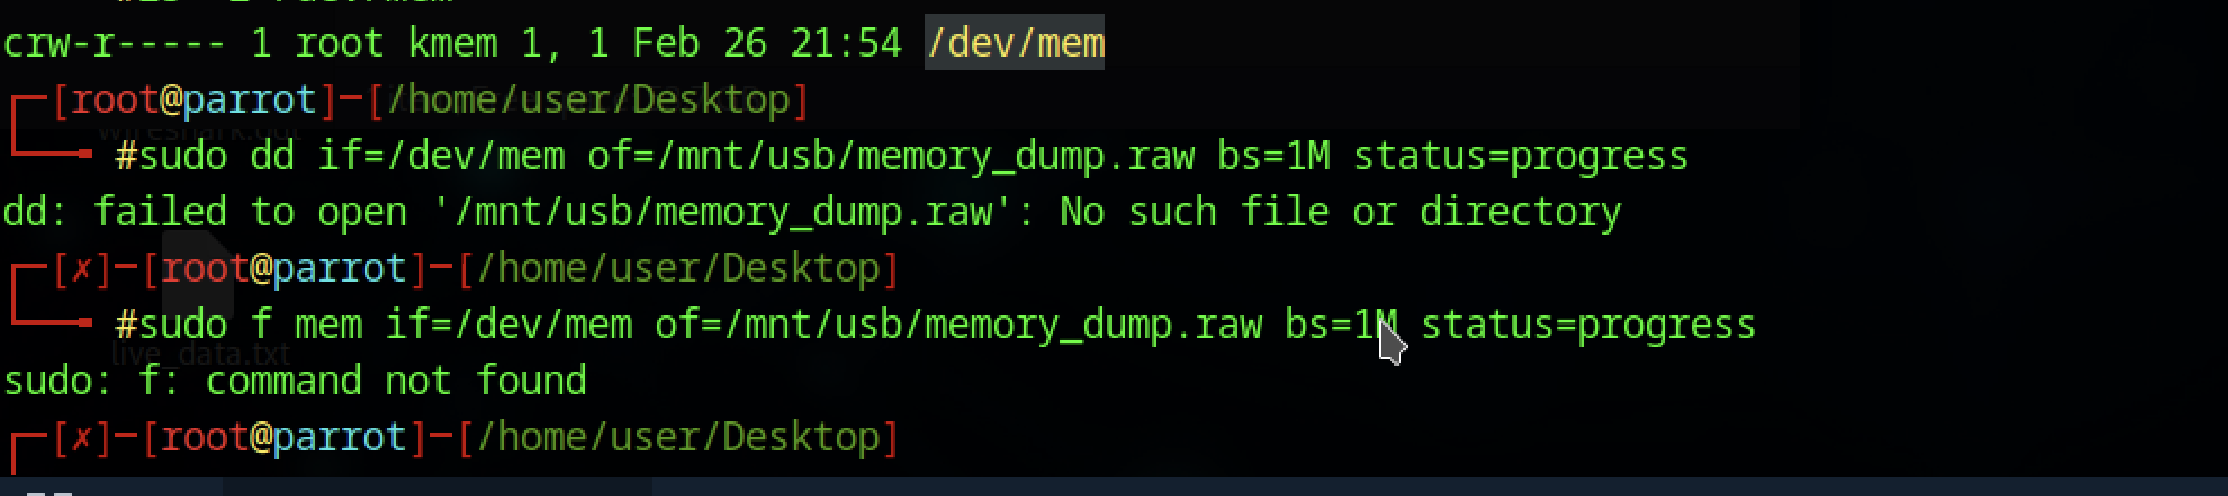 crw-r----- 1 root kmem 1, 1 Feb 26 21:54 /dev/mem
┌─[root@parrot]─[/home/user/Desktop]
└──╼ #sudo dd if=/dev/mem of=/mnt/usb/memory_dump.raw bs=1M status=progress
dd: failed to open '/mnt/usb/memory_dump.raw': No such file or directory
┌─[✗]─[root@parrot]─[/home/user/Desktop]
└──╼ #sudo f mem if=/dev/mem of=/mnt/usb/memory_dump.raw bs=1M status=progress
live_data.txt
sudo: f: command not found
┌─[✗]─[root@parrot]─[/home/user/Desktop]